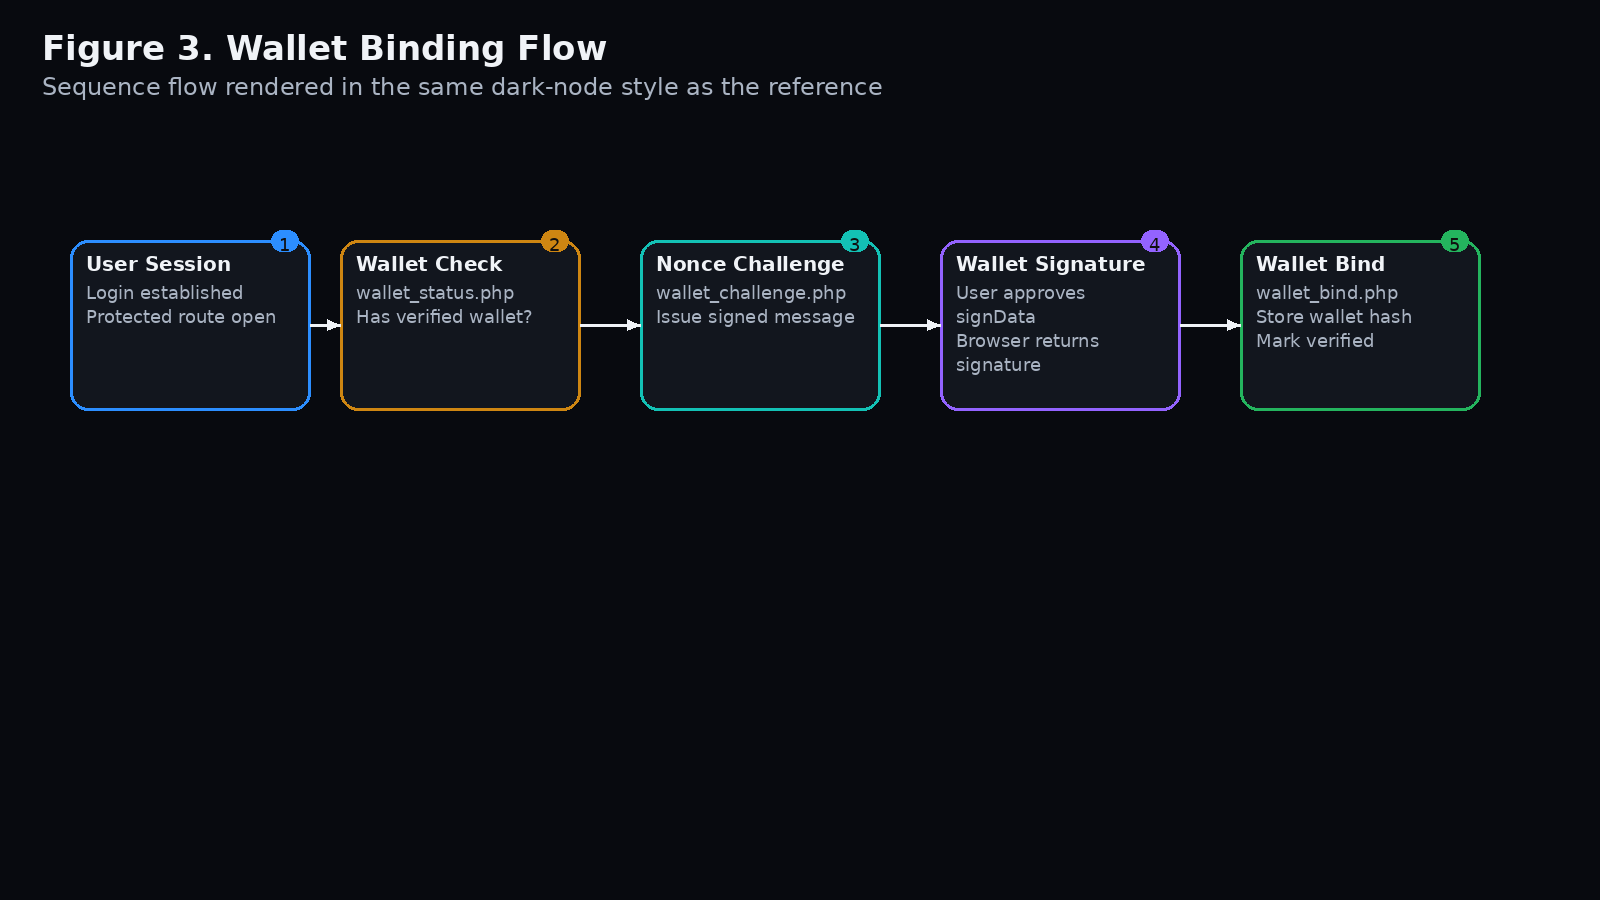 Figure 3. Wallet Binding Flow
Sequence flow rendered in the same dark-node style as the reference
1
User Session
Login established
Protected route open
2
Wallet Check
wallet_status.php
Has verified wallet?
3
Nonce Challenge
wallet_challenge.php
Issue signed message
4
Wallet Signature
User approves
signData
Browser returns
signature
5
Wallet Bind
wallet_bind.php
Store wallet hash
Mark verified